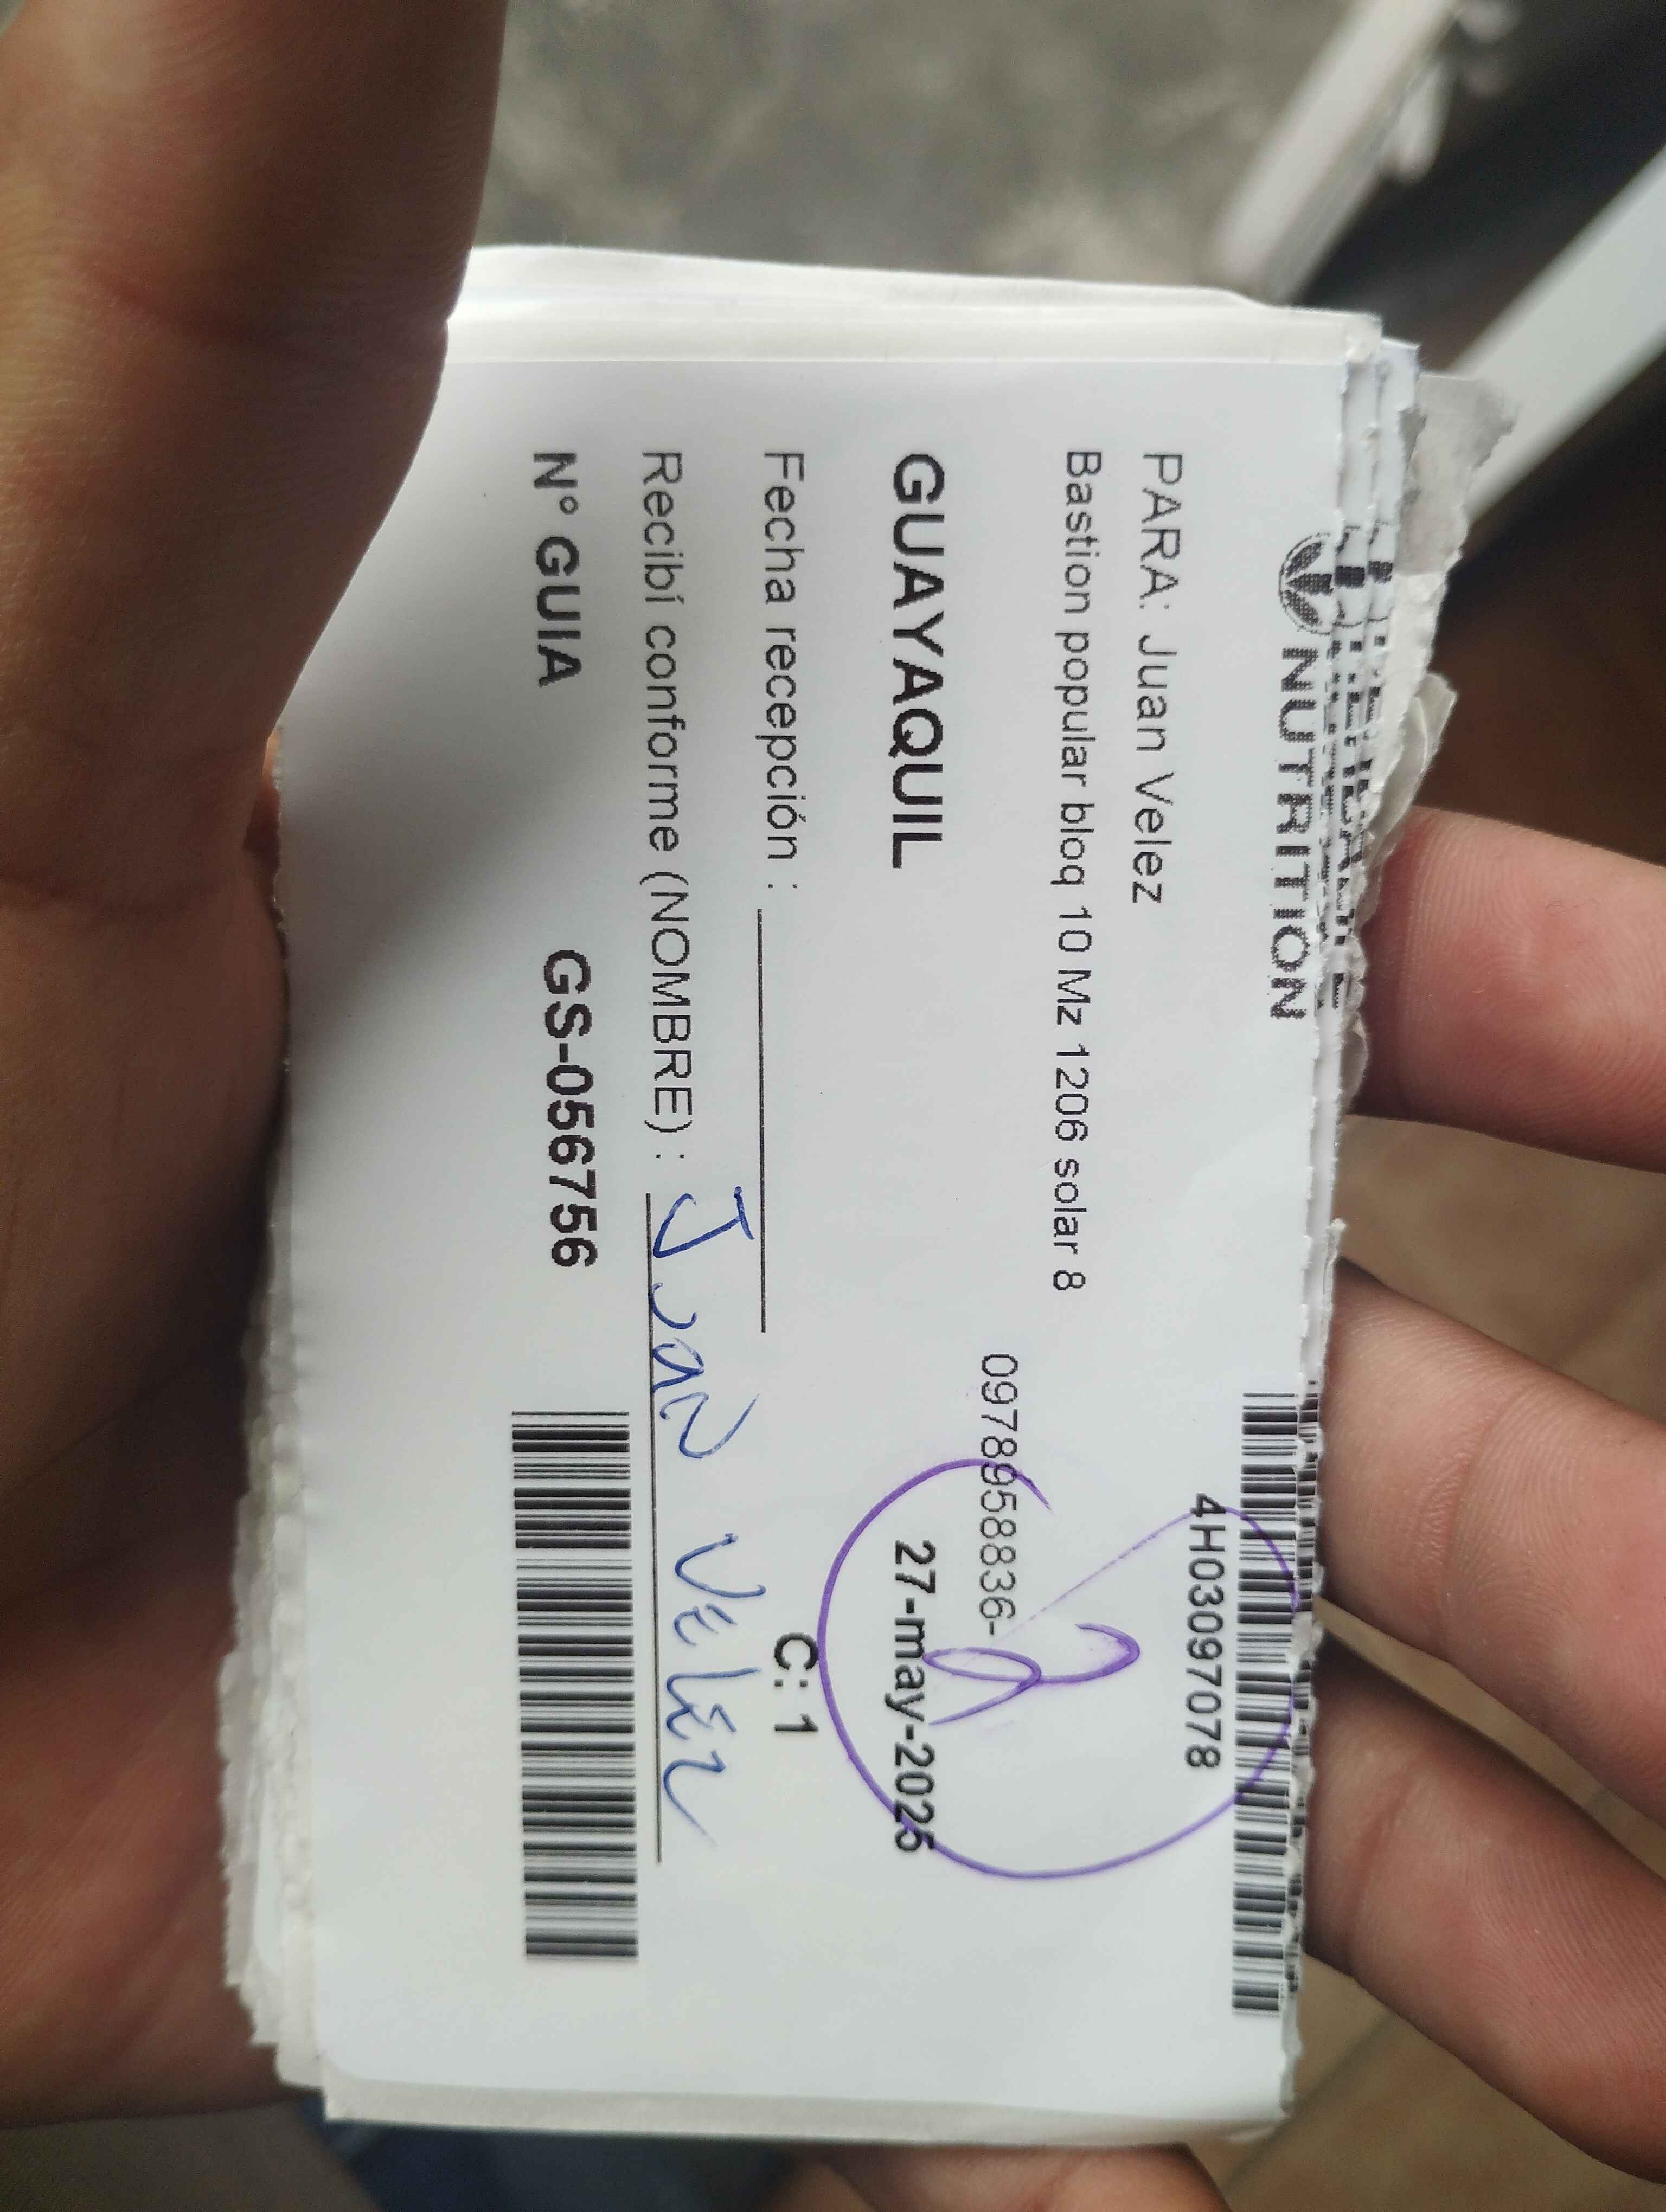 NUTRITION
4H03097078
PARA: Juan Velez
Bastion popular bloq 10 Mz 1206 solar 8
0978958836-
GUAYAQUIL
27-may-2025
Fecha recepción :
C: 1
Recibí conforme (NOMBRE) : Juan Velez
N° GUIA GS-056756